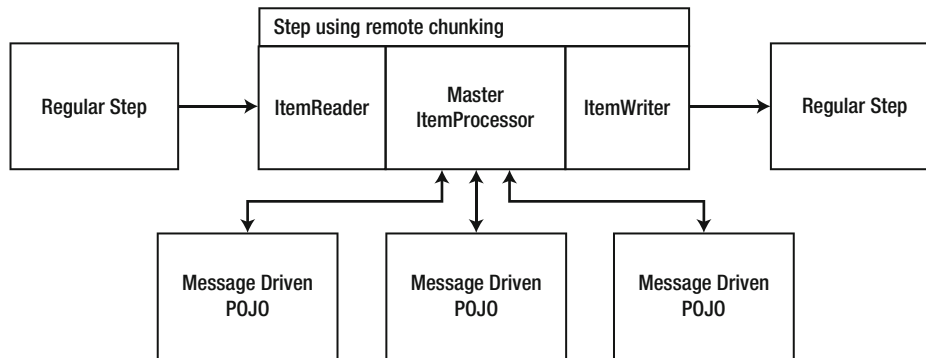 Step using remote chunking
Regular Step
ItemReader
Master
ItemProcessor
ItemWriter
Regular Step
Message Driven
POJO
Message Driven
POJO
Message Driven
POJO